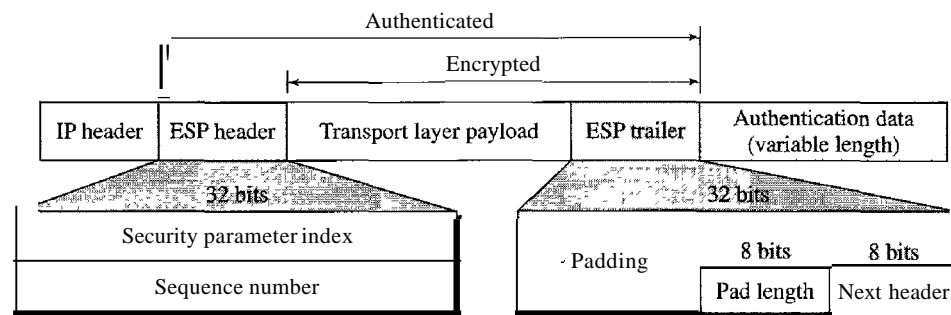 Authenticated
Encrypted
IP header
ESP header
Transport layer payload
ESP trailer
Authentication data
(variable length)
32 bits
32 bits
Security parameter index
Sequence number
Padding
8 bits
8 bits
Pad length
Next header